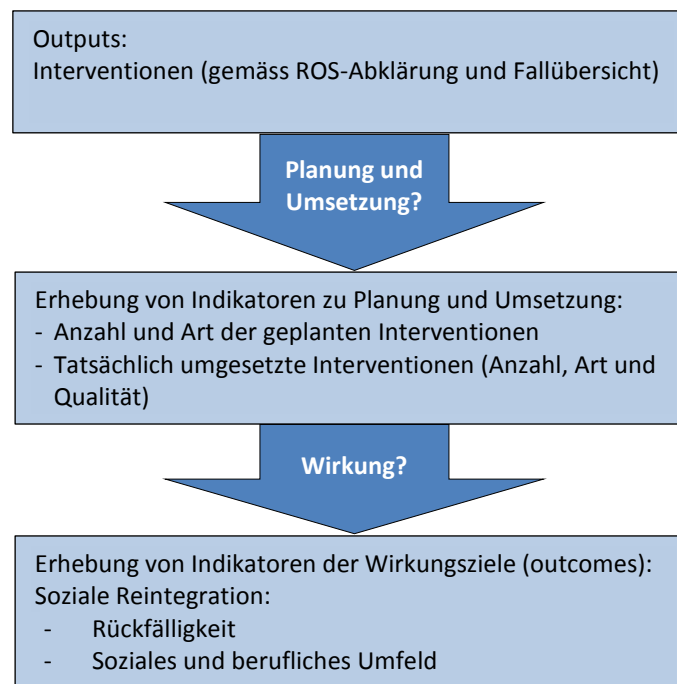 Outputs:
Interventionen (gemäss ROS-Abklärung und Fallübersicht)
Planung und
Umsetzung?
Erhebung von Indikatoren zu Planung und Umsetzung:
- Anzahl und Art der geplanten Interventionen
- Tatsächlich umgesetzte Interventionen (Anzahl, Art und
Qualität)
Wirkung?
Erhebung von Indikatoren der Wirkungsziele (outcomes):
Soziale Reintegration:
- Rückfälligkeit
- Soziales und berufliches Umfeld